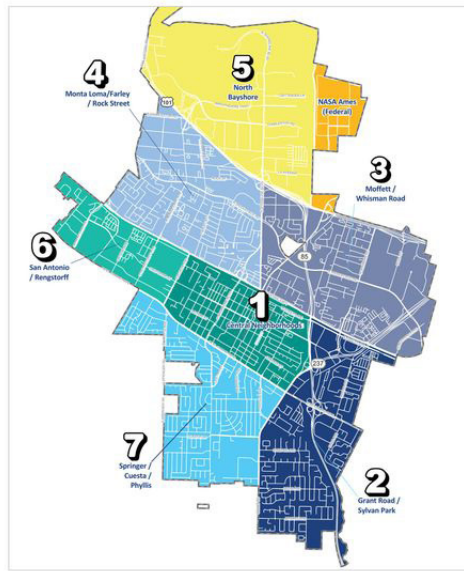 5
North
Bayshore
NASA Ames
(Federal)
4
Monta Loma/Farley
/ Rock Street
101
3
Moffett /
Whisman Road
85
6
San Antonio
/ Rengstorff
1
Central Neighborhoods
237
7
Springer /
Cuesta /
Phyllis
2
Grant Road /
Sylvan Park